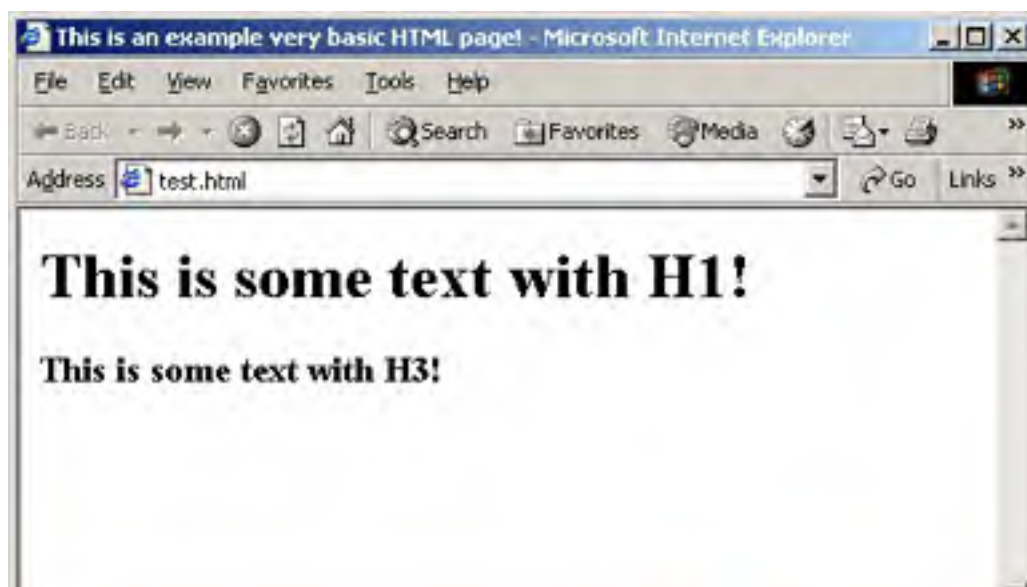 This is an example very basic HTML page! - Microsoft Internet Explorer
File Edit View Favorites Tools Help
Back Search Favorites Media »
Address test.html Go Links »
This is some text with H1!
This is some text with H3!